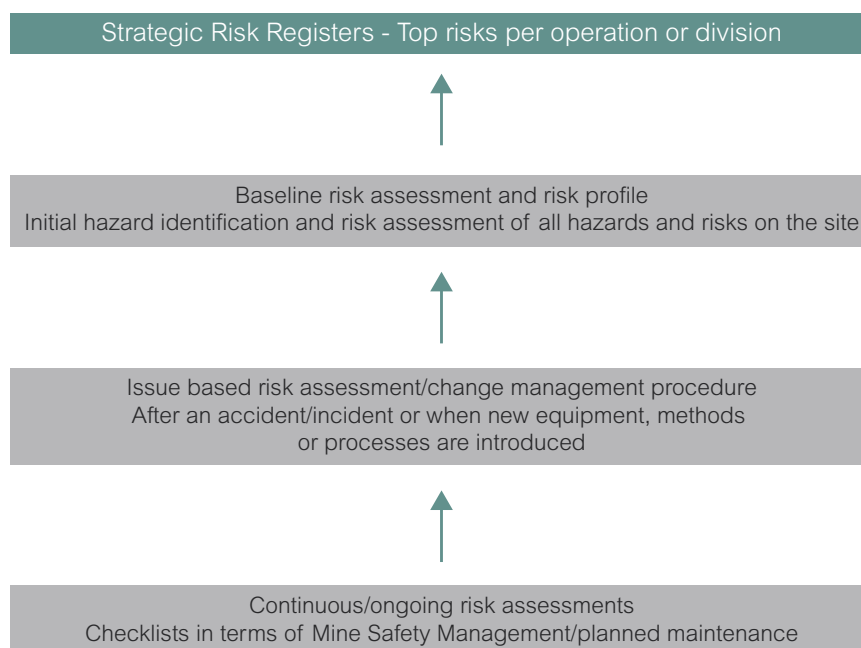 Strategic Risk Registers - Top risks per operation or division
Baseline risk assessment and risk profile
Initial hazard identification and risk assessment of all hazards and risks on the site
Issue based risk assessment/change management procedure
After an accident/incident or when new equipment, methods
or processes are introduced
Continuous/ongoing risk assessments
Checklists in terms of Mine Safety Management/planned maintenance